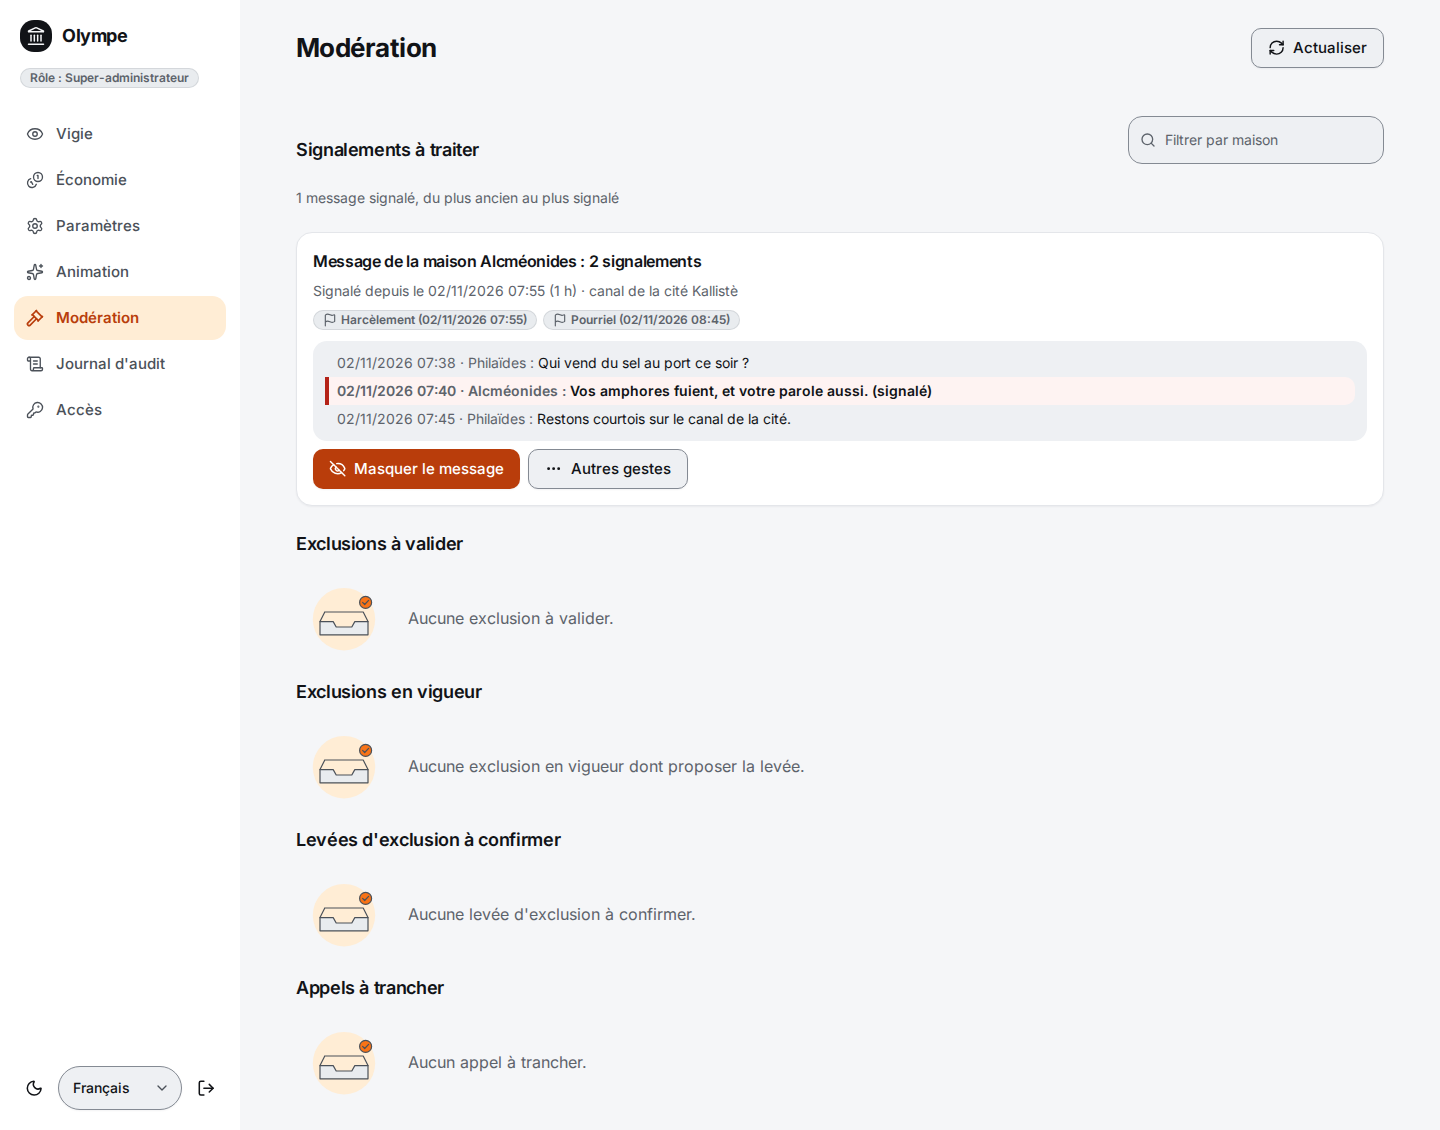 Olympe
Rôle : Super-administrateur
Vigie
Économie
Paramètres
Animation
Modération
Journal d'audit
Accès
Français
Modération
Actualiser
Signalements à traiter
Filtrer par maison
1 message signalé, du plus ancien au plus signalé
Message de la maison Alcméonides : 2 signalements
Signalé depuis le 02/11/2026 07:55 (1 h) · canal de la cité Kallistè
Harcèlement (02/11/2026 07:55)
Pourriel (02/11/2026 08:45)
02/11/2026 07:38 · Philaïdes : Qui vend du sel au port ce soir ?
02/11/2026 07:40 · Alcméonides : Vos amphores fuient, et votre parole aussi. (signalé)
02/11/2026 07:45 · Philaïdes : Restons courtois sur le canal de la cité.
Masquer le message
Autres gestes
Exclusions à valider
Aucune exclusion à valider.
Exclusions en vigueur
Aucune exclusion en vigueur dont proposer la levée.
Levées d'exclusion à confirmer
Aucune levée d'exclusion à confirmer.
Appels à trancher
Aucun appel à trancher.